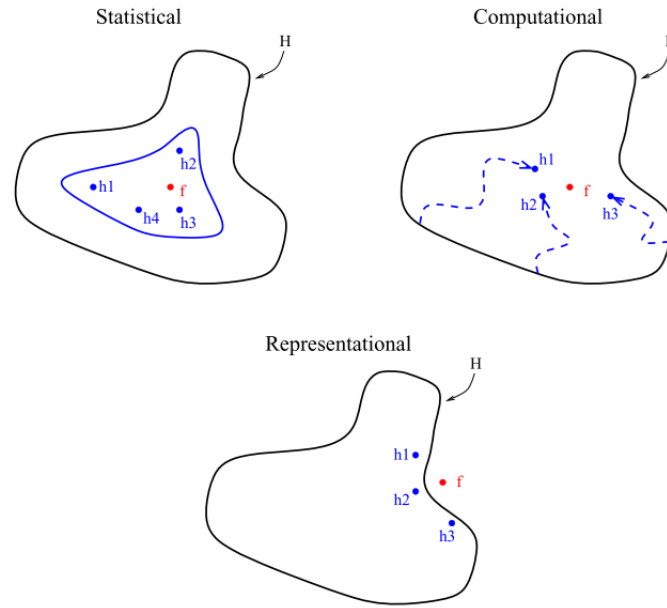 Statistical
H
h2
h1
f
h4
h3
Computational
h1
f
h2
h3
Representational
H
h1
f
h2
h3